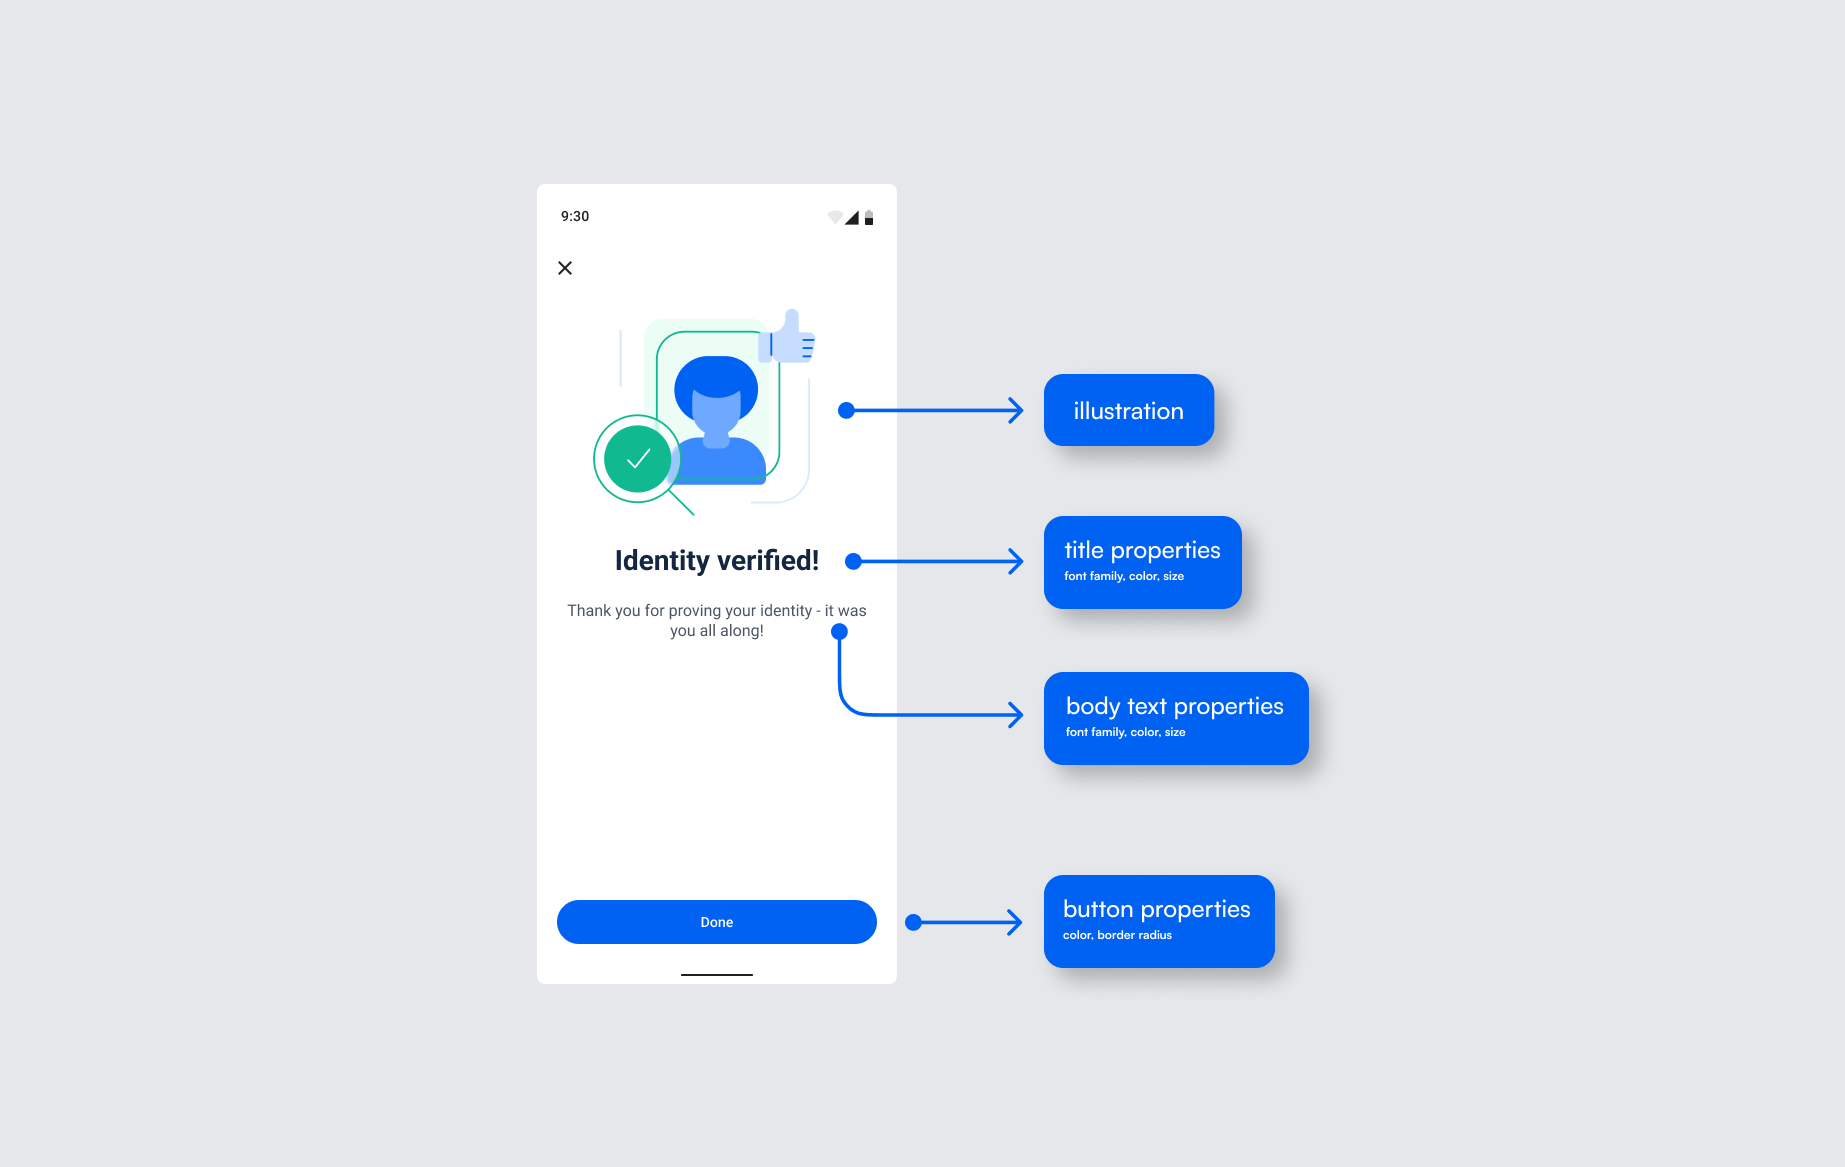 9:30
illustration
Identity verified!
title properties
font family, color, size
Thank you for proving your identity - it was
you all along!
body text properties
font family, color, size
Done
button properties
color, border radius